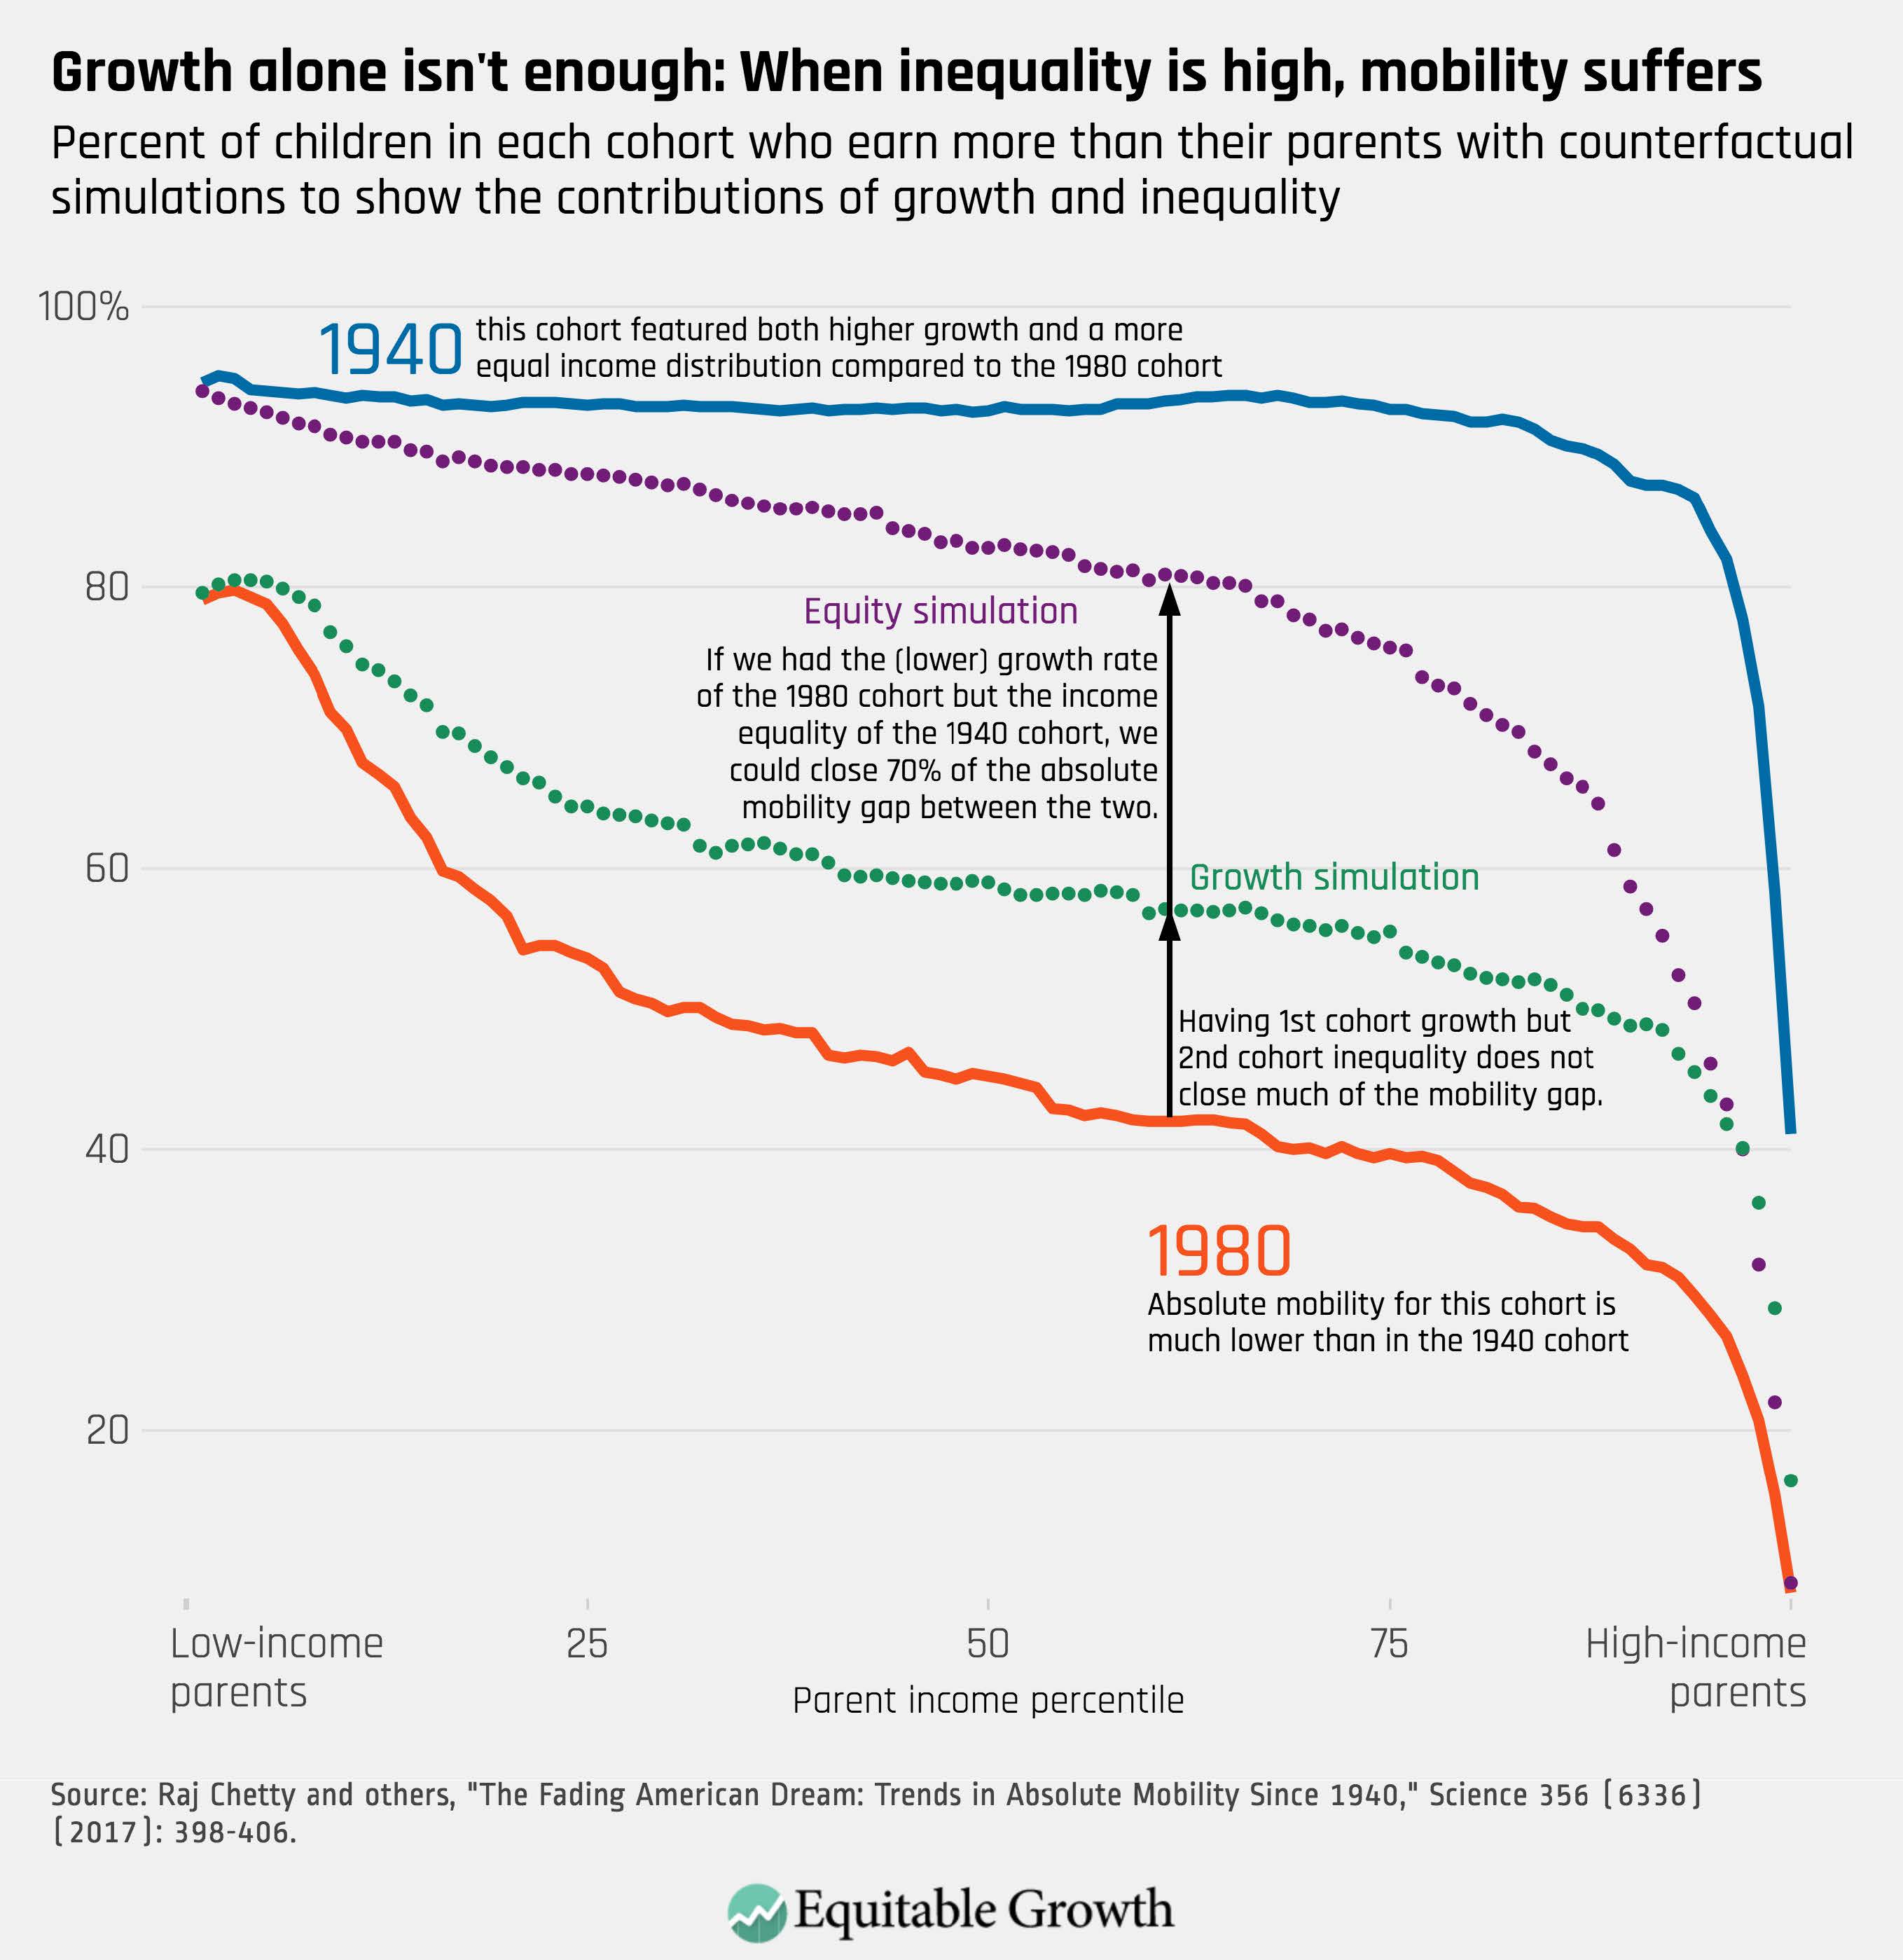 Growth alone isn't enough: When inequality is high, mobility suffers
Percent of children in each cohort who earn more than their parents with counterfactual
simulations to show the contributions of growth and inequality
100%
1940
this cohort featured both higher growth and a more
equal income distribution compared to the 1980 cohort
80
Equity simulation
If we had the (lower) growth rate
of the 1980 cohort but the income
equality of the 1940 cohort, we
could close 70% of the absolute
mobility gap between the two.
60
Growth simulation
Having 1st cohort growth but
2nd cohort inequality does not
close much of the mobility gap.
40
1980
Absolute mobility for this cohort is
much lower than in the 1940 cohort
20
Low-income
parents
25
50
75
High-income
parents
Parent income percentile
Source: Raj Chetty and others, "The Fading American Dream: Trends in Absolute Mobility Since 1940," Science 356 (6336)
(2017): 398-406.
Equitable Growth